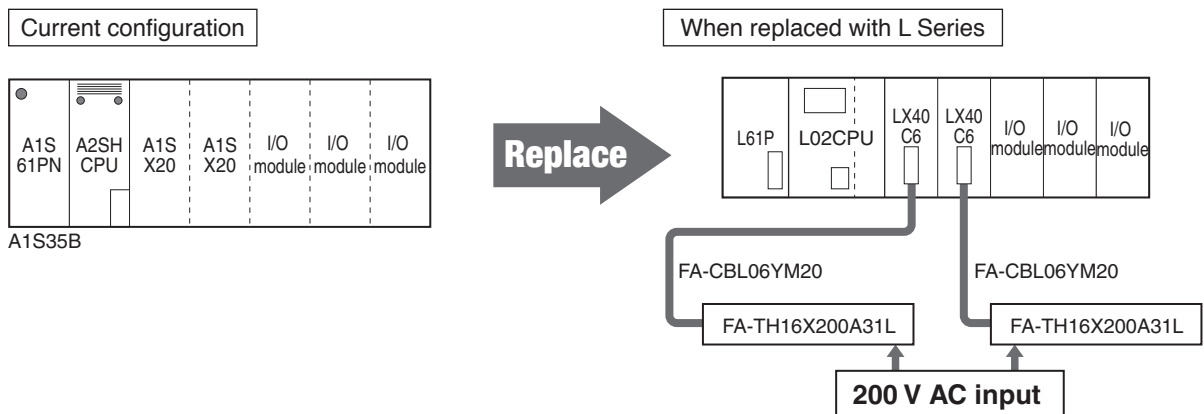 Current configuration
When replaced with L Series
A1S
61PN
A2SH
CPU
A1S
X20
A1S
X20
I/O
module
I/O
module
I/O
module
A1S35B
Replace
L61P
L02CPU
LX40
C6
LX40
C6
I/O
module
I/O
module
I/O
module
FA-CBL06YM20
FA-CBL06YM20
FA-TH16X200A31L
FA-TH16X200A31L
200 V AC input